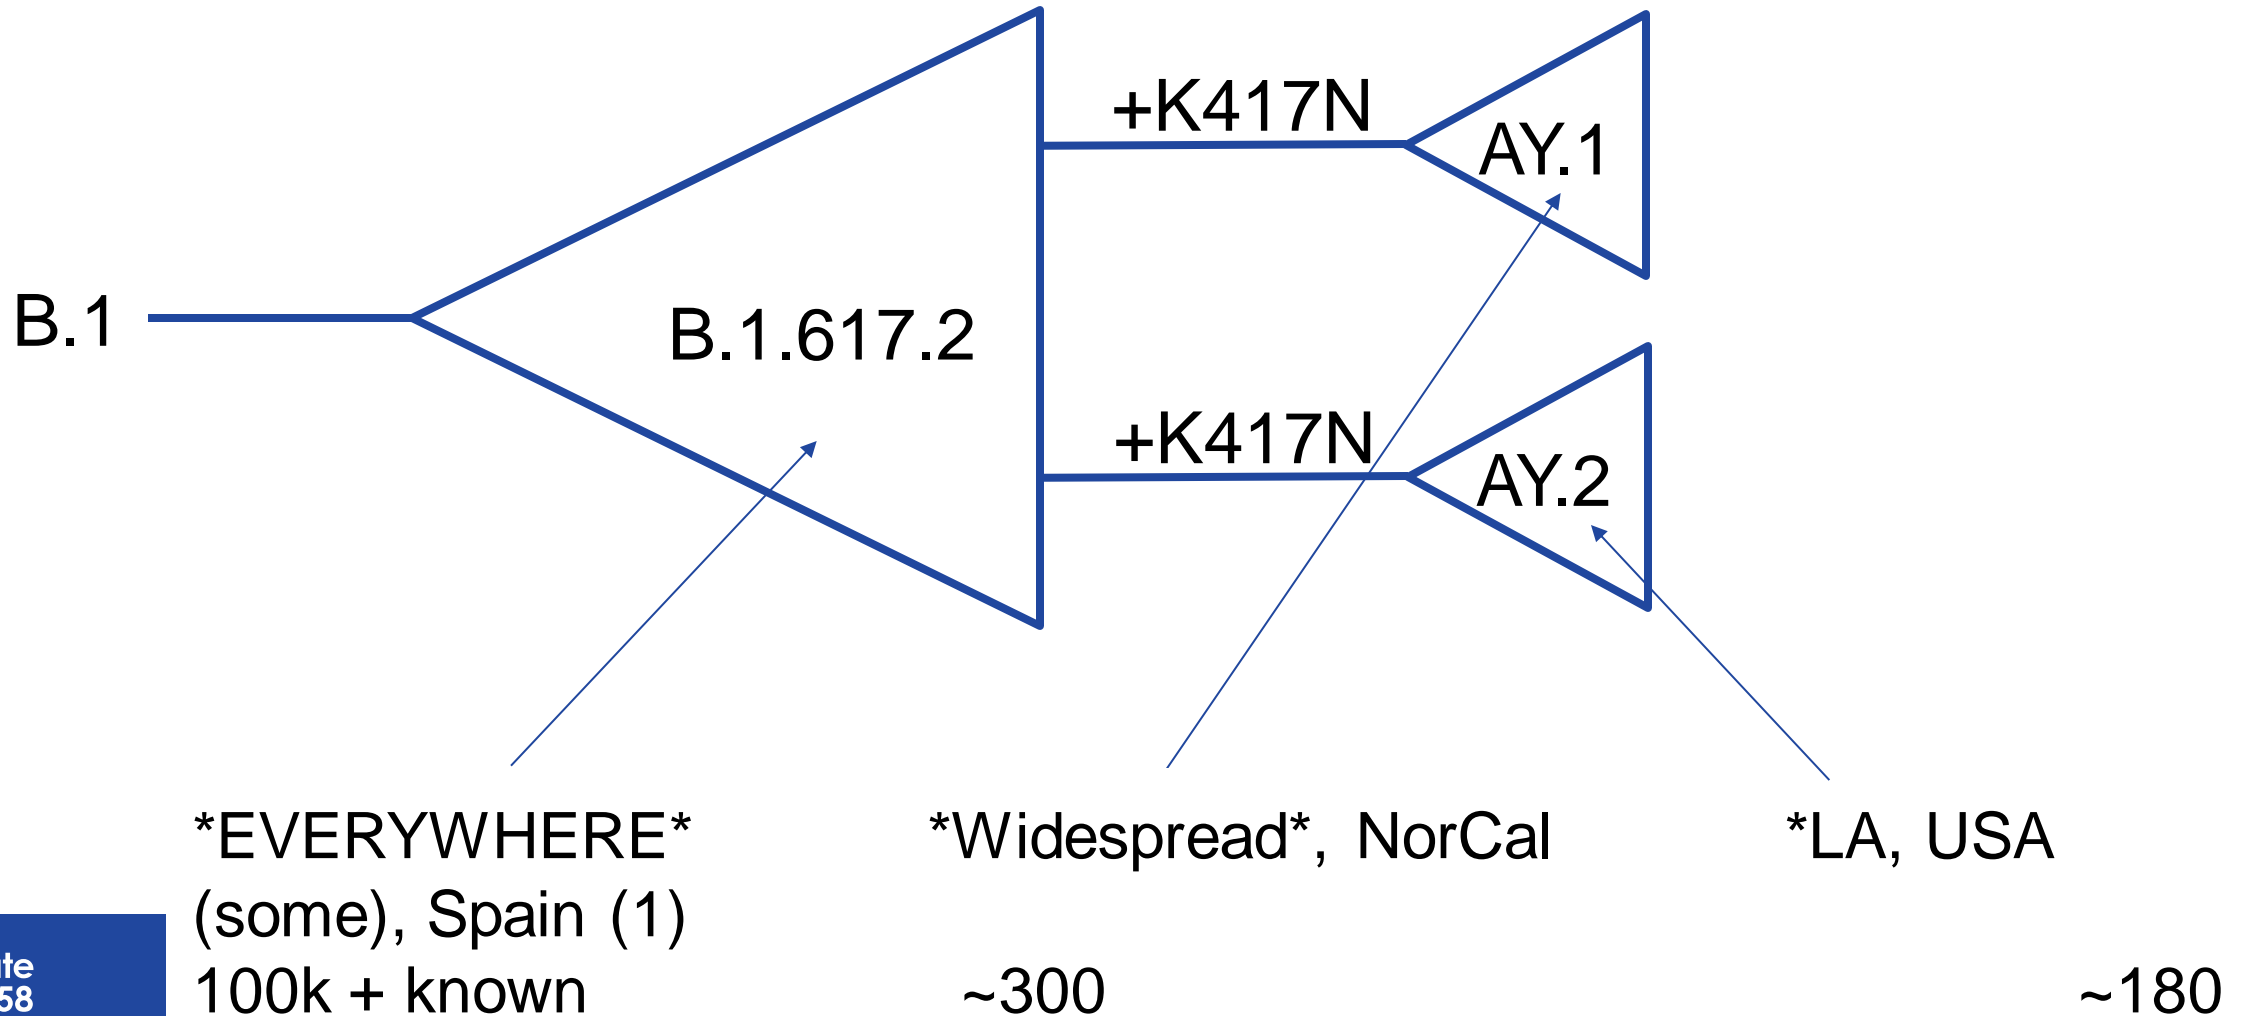 +K417N
AY.1
B.1
B.1.617.2
+K417N
AY.2
*EVERYWHERE*
(some), Spain (1)
100k + known
*Widespread*, NorCal
~300
*LA, USA
~180
58